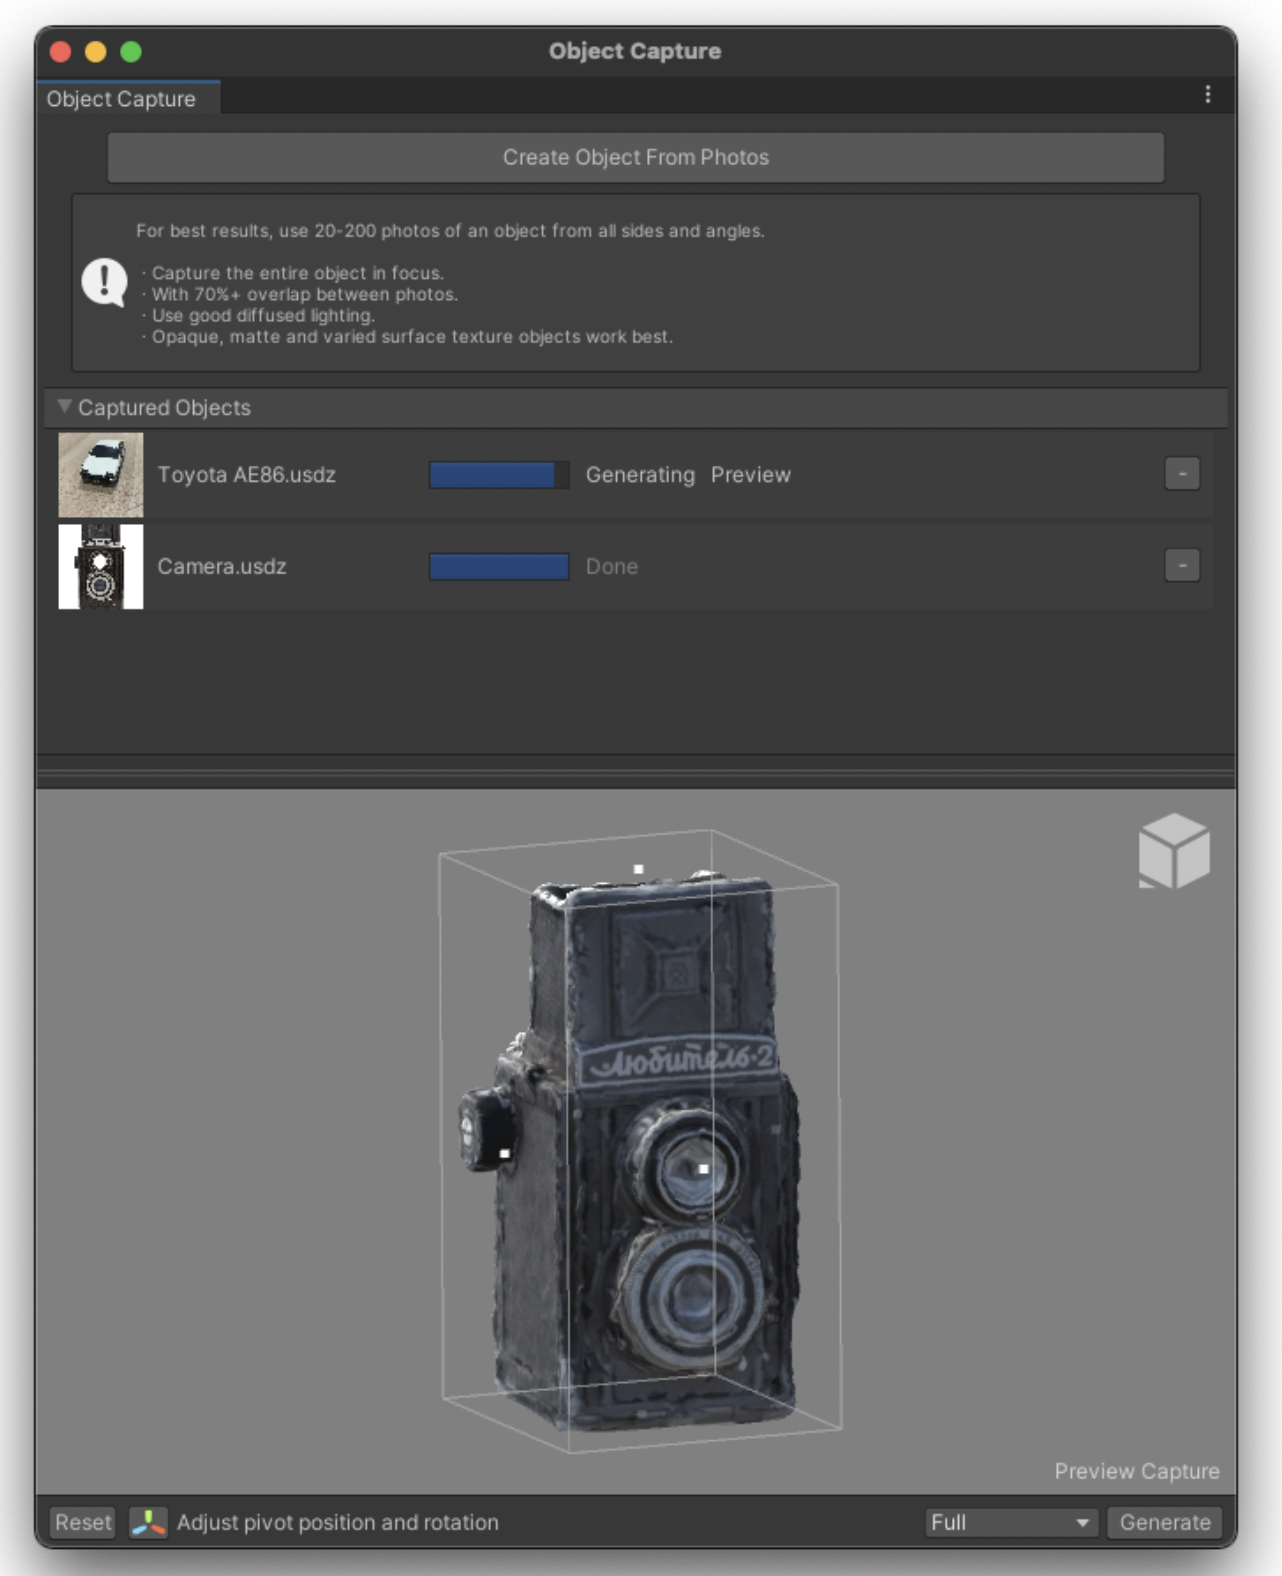 Object Capture
Object Capture
Create Object From Photos
For best results, use 20-200 photos of an object from all sides and angles.
· Capture the entire object in focus.
· With 70%+ overlap between photos.
· Use good diffused lighting.
· Opaque, matte and varied surface texture objects work best.
Captured Objects
Toyota AE86.usdz Generating Preview -
Camera.usdz Done -
Любитель·2
Preview Capture
Reset Adjust pivot position and rotation Full Generate